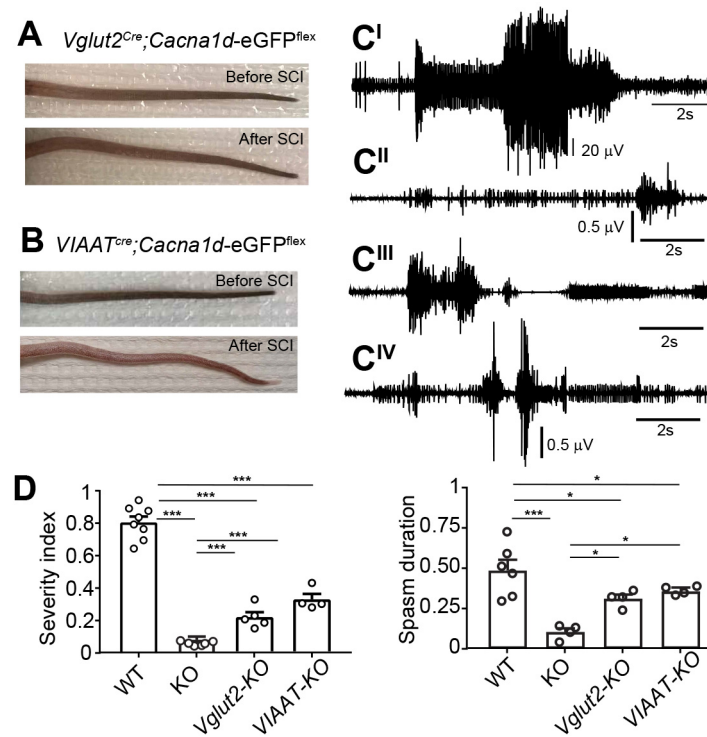 A
Vglut2Cre;Cacna1d-eGFPflex
Before SCI
After SCI
B
VIAATcre;Cacna1d-eGFPflex
Before SCI
After SCI
CI
2s
20 µV
CII
0.5 µV
2s
CIII
2s
CIV
2s
0.5 µV
D
Severity index
1
0.8
0.6
0.4
0.2
0
***
***
***
***
***
WT
KO
Vglut2-KO
VIAAT-KO
Spasm duration
1
0.75
0.50
0.25
0
*
*
***
*
*
WT
KO
Vglut2-KO
VIAAT-KO